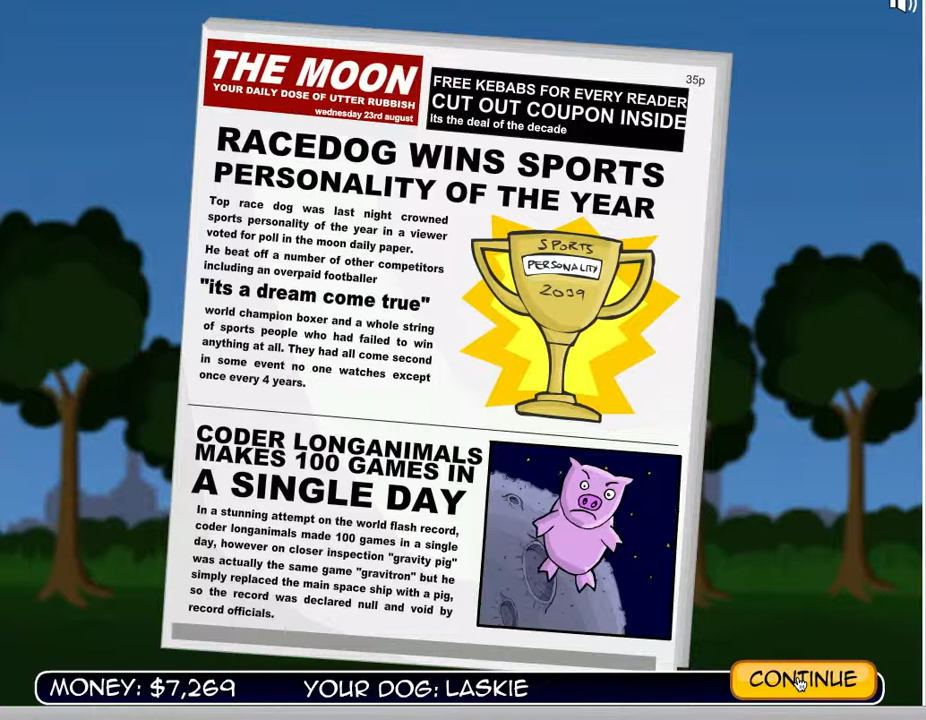 THE MOON
YOUR DAILY DOSE OF UTTER RUBBISH
wednesday 23rd august
FREE KEBABS FOR EVERY READER
CUT OUT COUPON INSIDE
its the deal of the decade
35p
RACEDOG WINS SPORTS
PERSONALITY OF THE YEAR
Top race dog was last night crowned
sports personality of the year in a viewer
voted for poll in the moon daily paper.
He beat off a number of other competitors
including an overpaid footballer
"its a dream come true"
world champion boxer and a whole string
of sports people who had failed to win
anything at all. They had all come second
in some event no one watches except
once every 4 years.
SPORTS
PERSONALITY
2039
CODER LONGANIMALS
MAKES 100 GAMES IN
A SINGLE DAY
In a stunning attempt on the world flash record,
coder longanimals made 100 games in a single
day, however on closer inspection "gravity pig"
was actually the same game "gravitron" but he
simply replaced the main space ship with a pig,
so the record was declared null and void by
record officials.
MONEY: $7,269
YOUR DOG: LASKIE
CONTINUE